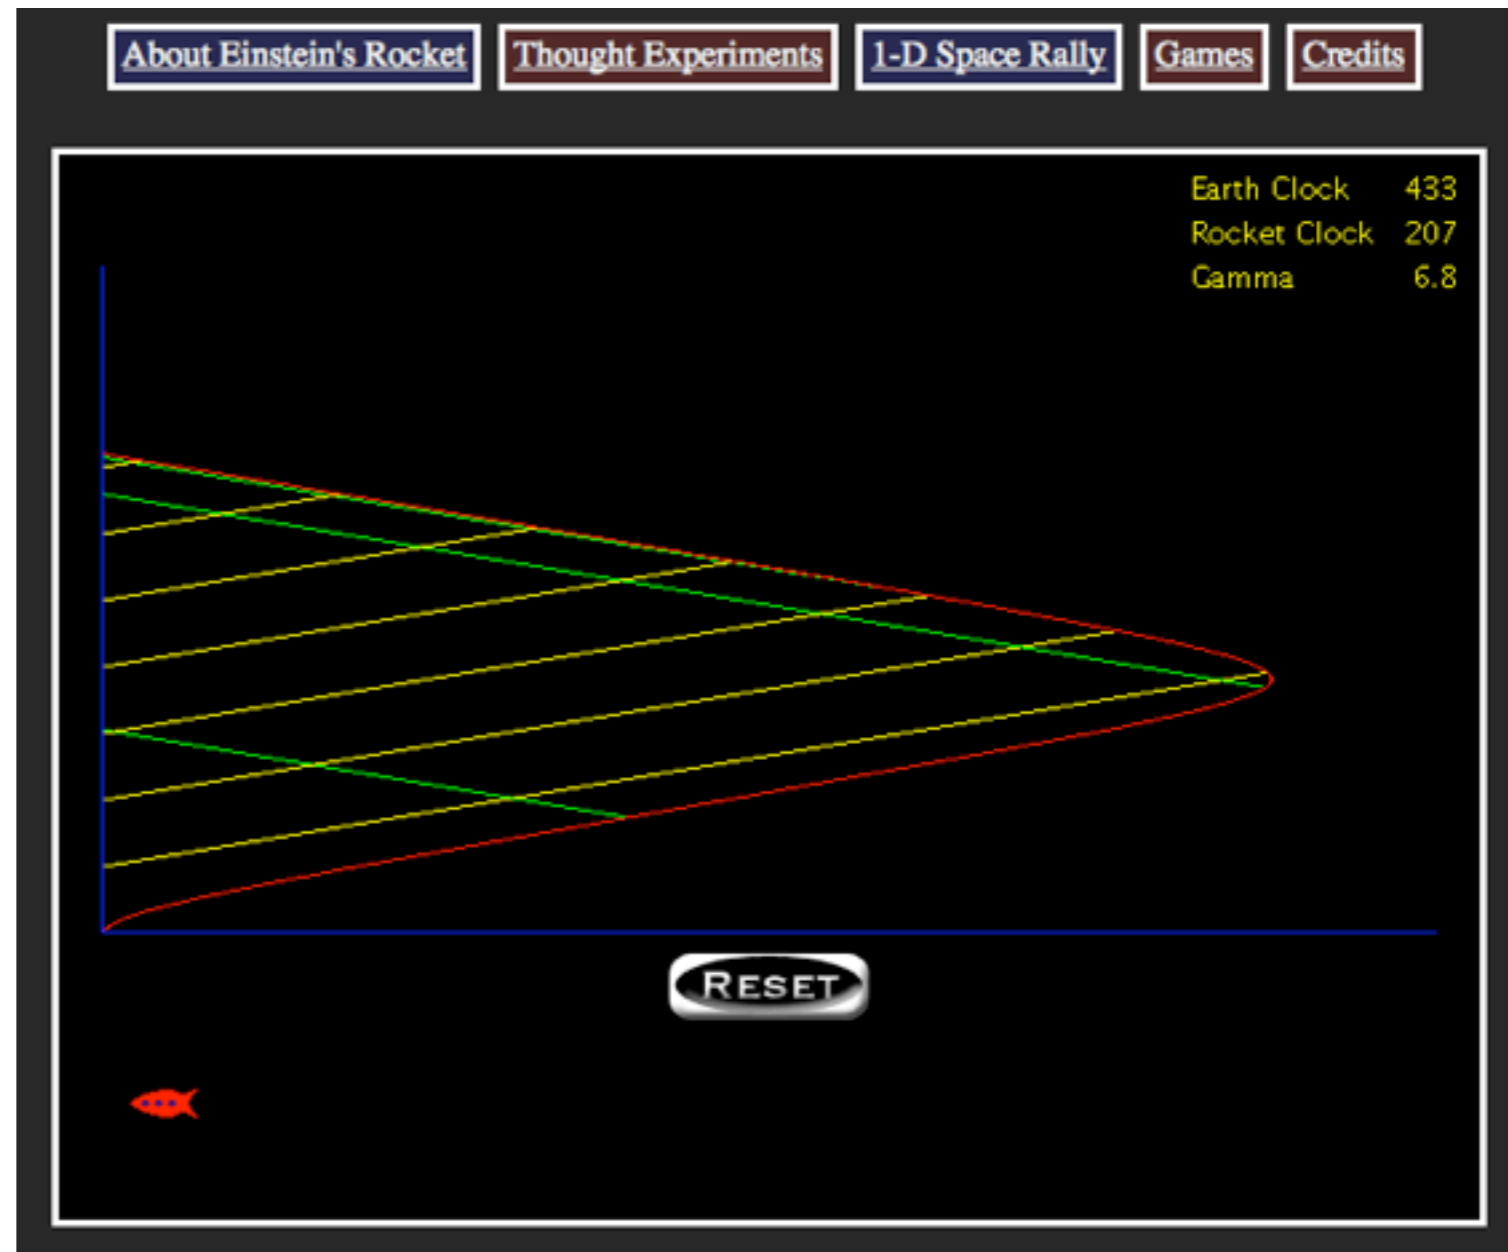 About Einstein's Rocket Thought Experiments 1-D Space Rally Games Credits
Earth Clock 433
Rocket Clock 207
Gamma 6.8
RESET